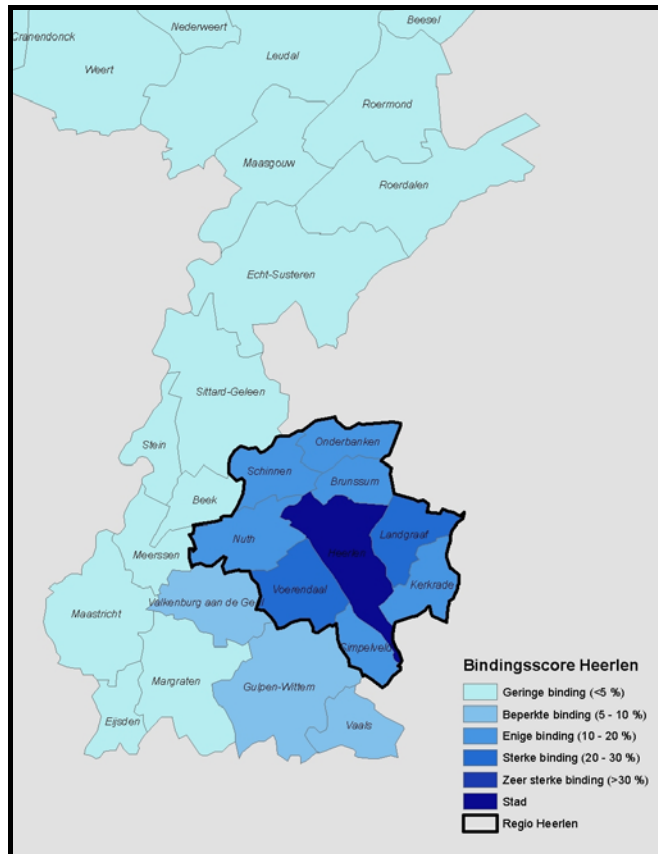 Beesel
Nederweert
Cranendonck
Leudal
Weert
Roermond
Maasgouw
Roerdalen
Echt-Susteren
Sittard-Geleen
Stein
Onderbanken
Schinnen
Brunssum
Beek
Landgraaf
Nuth
Heerlen
Meerssen
Kerkrade
Voerendaal
Maastricht
Valkenburg aan de Geul
Simpelveld
Margraten
Gulpen-Wittem
Eijsden
Vaals
Bindingsscore Heerlen
Geringe binding (<5 %)
Beperkte binding (5 - 10 %)
Enige binding (10 - 20 %)
Sterke binding (20 - 30 %)
Zeer sterke binding (>30 %)
Stad
Regio Heerlen